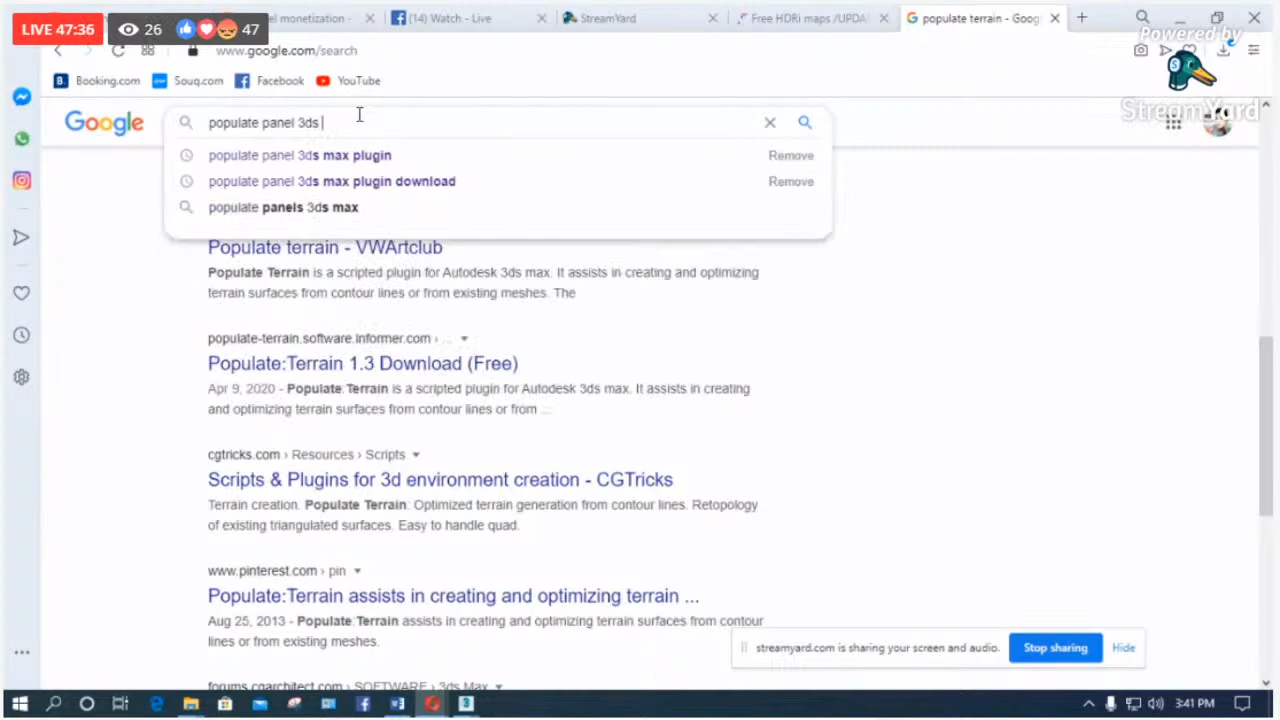 LIVE 47:36
26
47
el monetization -
(14) Watch - Live
StreamYard
Free HDRi maps /UPDA
populate terrain - Goog
www.google.com/search
Powered by
StreamYard
Booking.com
Souq.com
Facebook
YouTube
Google
populate panel 3ds
populate panel 3ds max plugin
Remove
populate panel 3ds max plugin download
Remove
populate panels 3ds max
Populate terrain - VWArtclub
Populate Terrain is a scripted plugin for Autodesk 3ds max. It assists in creating and optimizing
terrain surfaces from contour lines or from existing meshes. The
populate-terrain.software.informer.com › ...
Populate:Terrain 1.3 Download (Free)
Apr 9, 2020 - Populate:Terrain is a scripted plugin for Autodesk 3ds max. It assists in creating
and optimizing terrain surfaces from contour lines or from ...
cgtricks.com › Resources › Scripts
Scripts & Plugins for 3d environment creation - CGTricks
Terrain creation. Populate Terrain: Optimized terrain generation from contour lines. Retopology
of existing triangulated surfaces. Easy to handle quad.
www.pinterest.com › pin
Populate:Terrain assists in creating and optimizing terrain ...
Aug 25, 2013 - Populate:Terrain assists in creating and optimizing terrain surfaces from contour
lines or from existing meshes.
streamyard.com is sharing your screen and audio.
Stop sharing
Hide
forums.cgarchitect.com › SOFTWARE › 3ds Max
3:41 PM